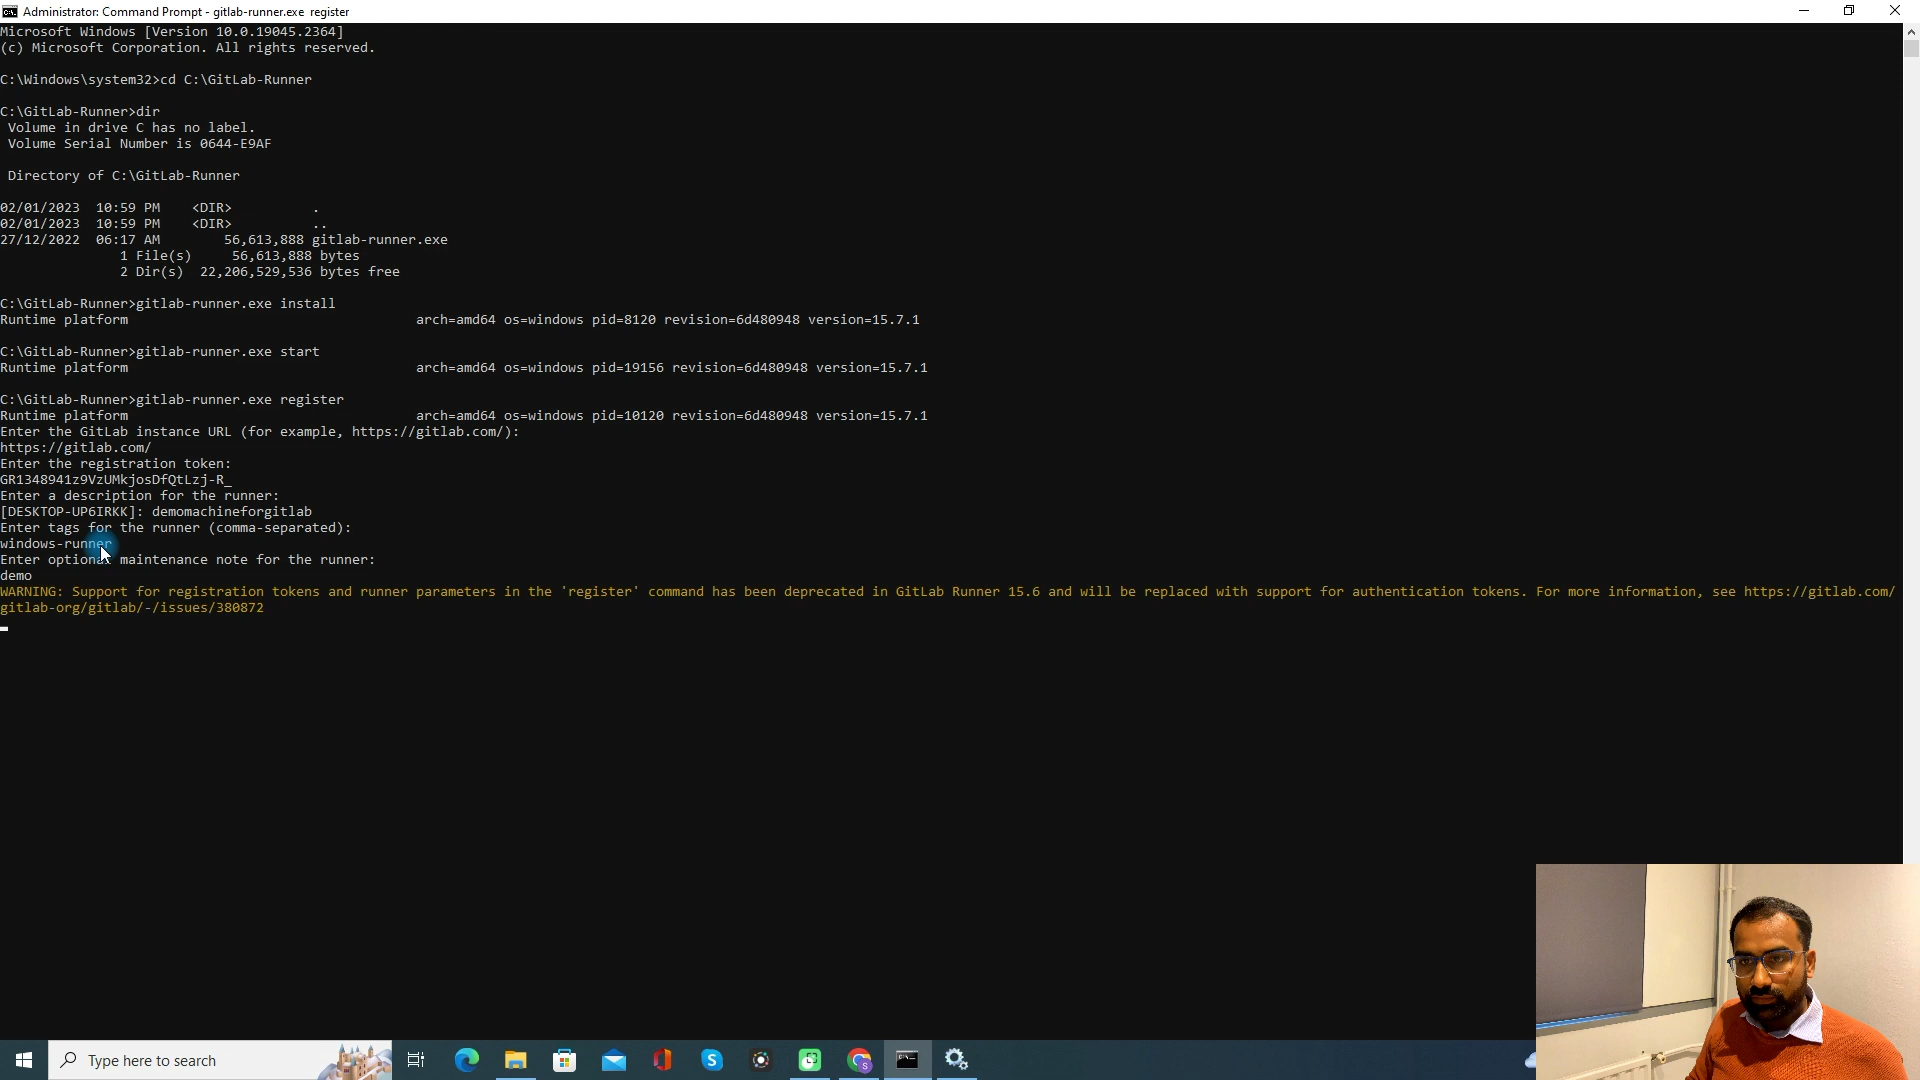 Administrator: Command Prompt - gitlab-runner.exe  register
Microsoft Windows [Version 10.0.19045.2364]
(c) Microsoft Corporation. All rights reserved.
C:\Windows\system32>cd C:\GitLab-Runner
C:\GitLab-Runner>dir
 Volume in drive C has no label.
 Volume Serial Number is 0644-E9AF
 Directory of C:\GitLab-Runner
02/01/2023  10:59 PM    <DIR>          .
02/01/2023  10:59 PM    <DIR>          ..
27/12/2022  06:17 AM        56,613,888 gitlab-runner.exe
               1 File(s)     56,613,888 bytes
               2 Dir(s)  22,206,529,536 bytes free
C:\GitLab-Runner>gitlab-runner.exe install
Runtime platform                                    arch=amd64 os=windows pid=8120 revision=6d480948 version=15.7.1
C:\GitLab-Runner>gitlab-runner.exe start
Runtime platform                                    arch=amd64 os=windows pid=19156 revision=6d480948 version=15.7.1
C:\GitLab-Runner>gitlab-runner.exe register
Runtime platform                                    arch=amd64 os=windows pid=10120 revision=6d480948 version=15.7.1
Enter the GitLab instance URL (for example, https://gitlab.com/):
https://gitlab.com/
Enter the registration token:
GR1348941z9VzUMkjosDfQtLzj-R_
Enter a description for the runner:
[DESKTOP-UP6IRKK]: demomachineforgitlab
Enter tags for the runner (comma-separated):
windows-runner
Enter optional maintenance note for the runner:
demo
WARNING: Support for registration tokens and runner parameters in the 'register' command has been deprecated in GitLab Runner 15.6 and will be replaced with support for authentication tokens. For more information, see https://gitlab.com/
gitlab-org/gitlab/-/issues/380872
Type here to search